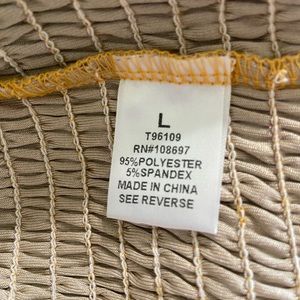 L
T96109
RN#108697
95%POLYESTER
5%SPANDEX
MADE IN CHINA
SEE REVERSE